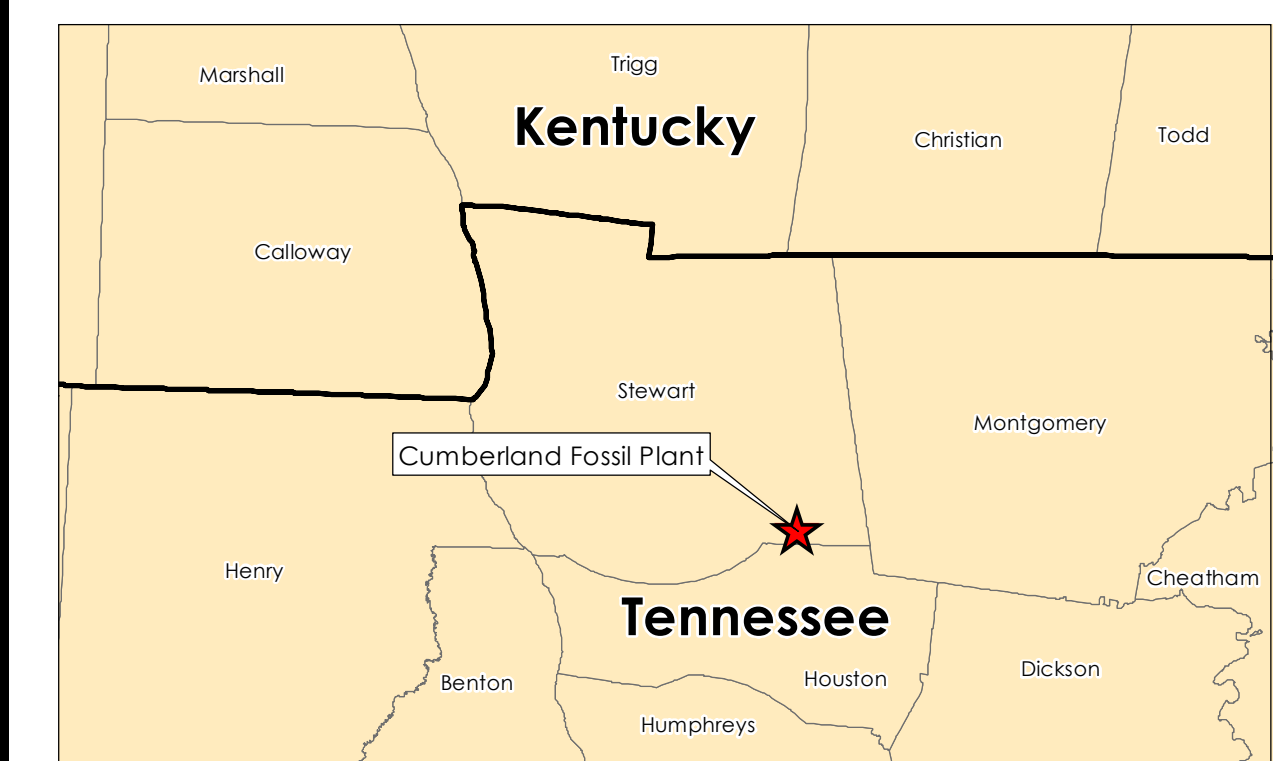 Trigg
Marshall
Kentucky
Todd
Christian
Calloway
Stewart
Montgomery
Cumberland Fossil Plant
Henry
Cheatham
Tennessee
Dickson
Houston
Benton
Humphreys